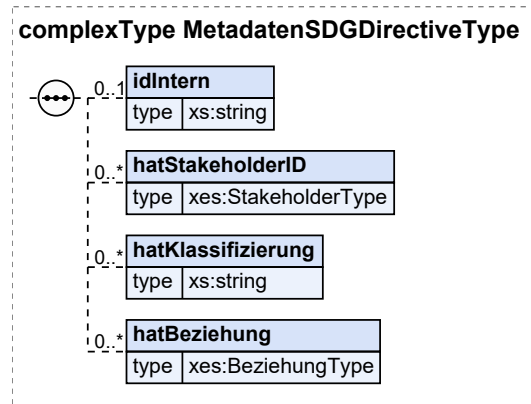 complexType MetadatenSDGDirectiveType
0..1 idIntern
type xs:string
0..* hatStakeholderID
type xes:StakeholderType
0..* hatKlassifizierung
type xs:string
0..* hatBeziehung
type xes:BeziehungType